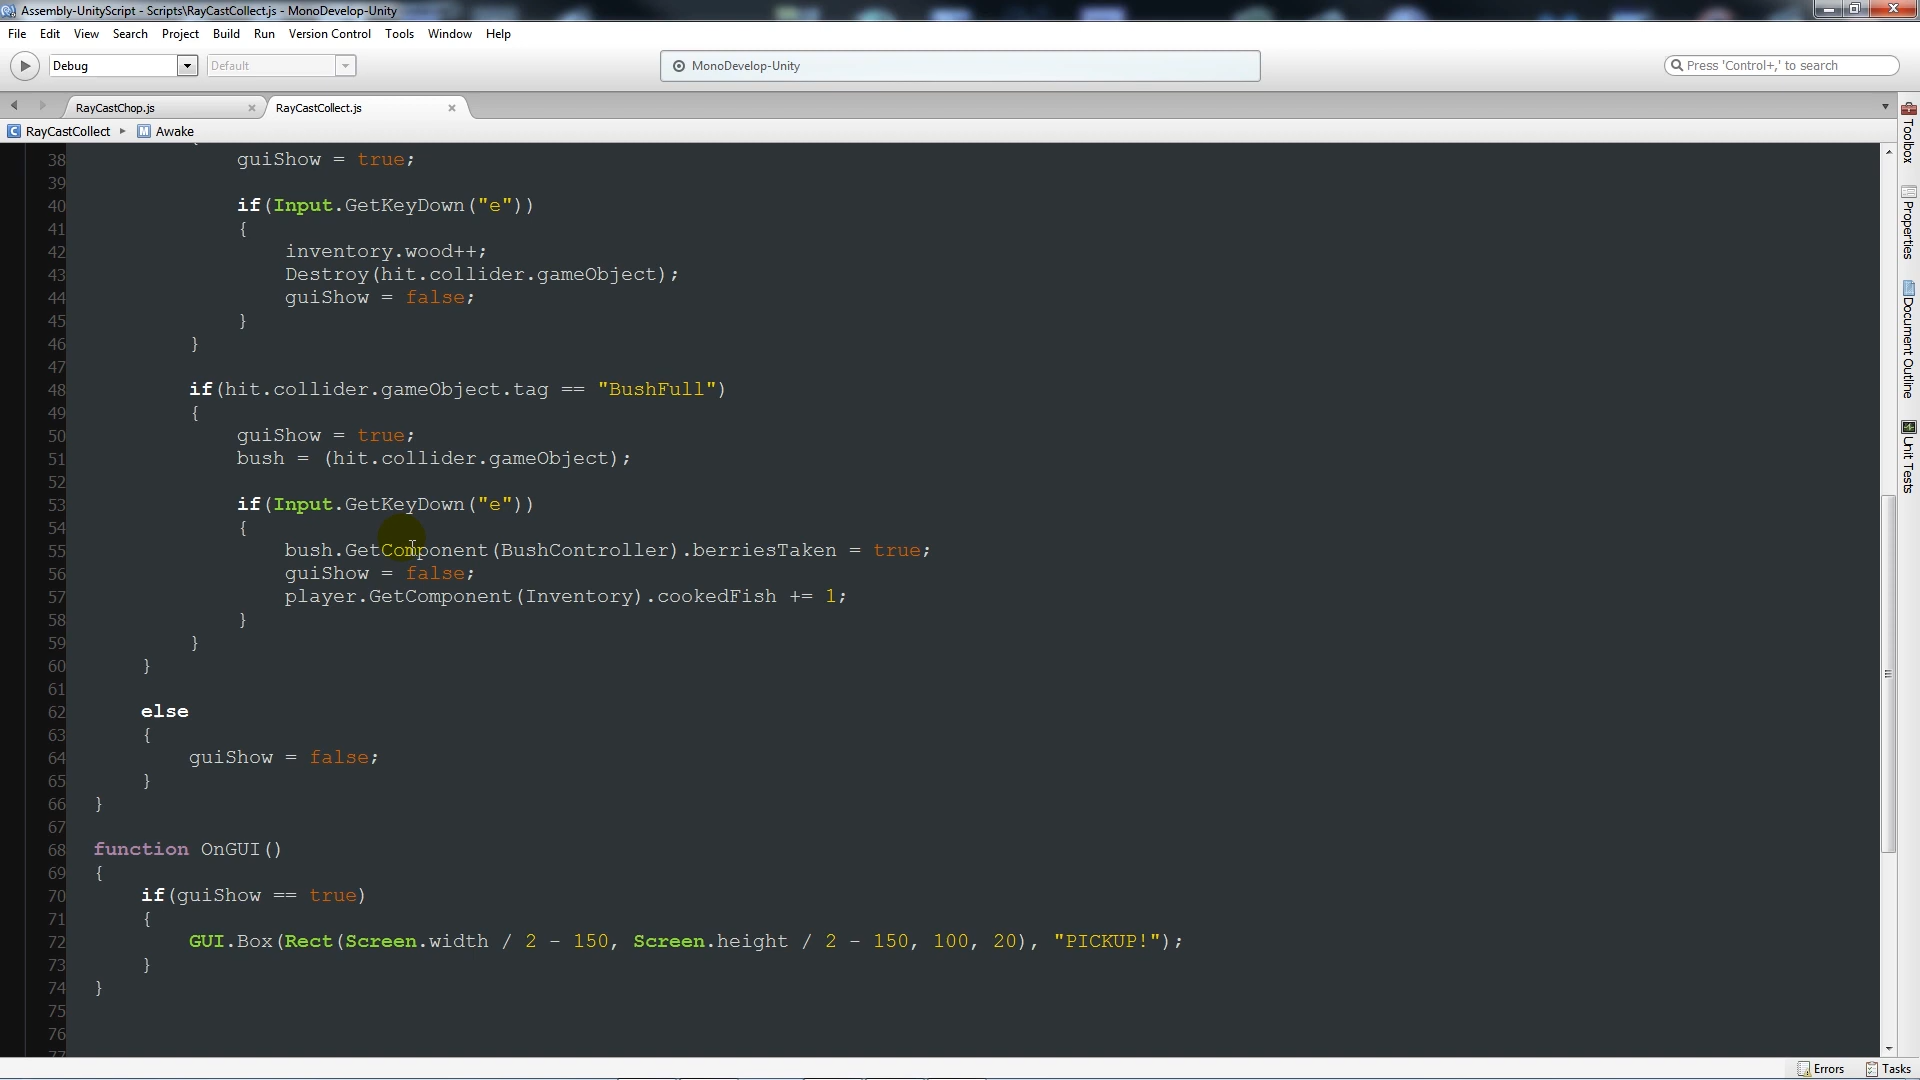 Assembly-UnityScript - Scripts\RayCastCollect.js - MonoDevelop-Unity
File Edit View Search Project Build Run Version Control Tools Window Help
Debug Default MonoDevelop-Unity Press 'Control+,' to search
RayCastChop.js RayCastCollect.js
RayCastCollect Awake
38 guiShow = true;
39
40 if(Input.GetKeyDown("e"))
41 {
42 inventory.wood++;
43 Destroy(hit.collider.gameObject);
44 guiShow = false;
45 }
46 }
47
48 if(hit.collider.gameObject.tag == "BushFull")
49 {
50 guiShow = true;
51 bush = (hit.collider.gameObject);
52
53 if(Input.GetKeyDown("e"))
54 {
55 bush.GetComponent(BushController).berriesTaken = true;
56 guiShow = false;
57 player.GetComponent(Inventory).cookedFish += 1;
58 }
59 }
60 }
61
62 else
63 {
64 guiShow = false;
65 }
66 }
67
68 function OnGUI()
69 {
70 if(guiShow == true)
71 {
72 GUI.Box(Rect(Screen.width / 2 - 150, Screen.height / 2 - 150, 100, 20), "PICKUP!");
73 }
74 }
75
76
77
Toolbox
Properties
Document Outline
Unit Tests
Errors Tasks